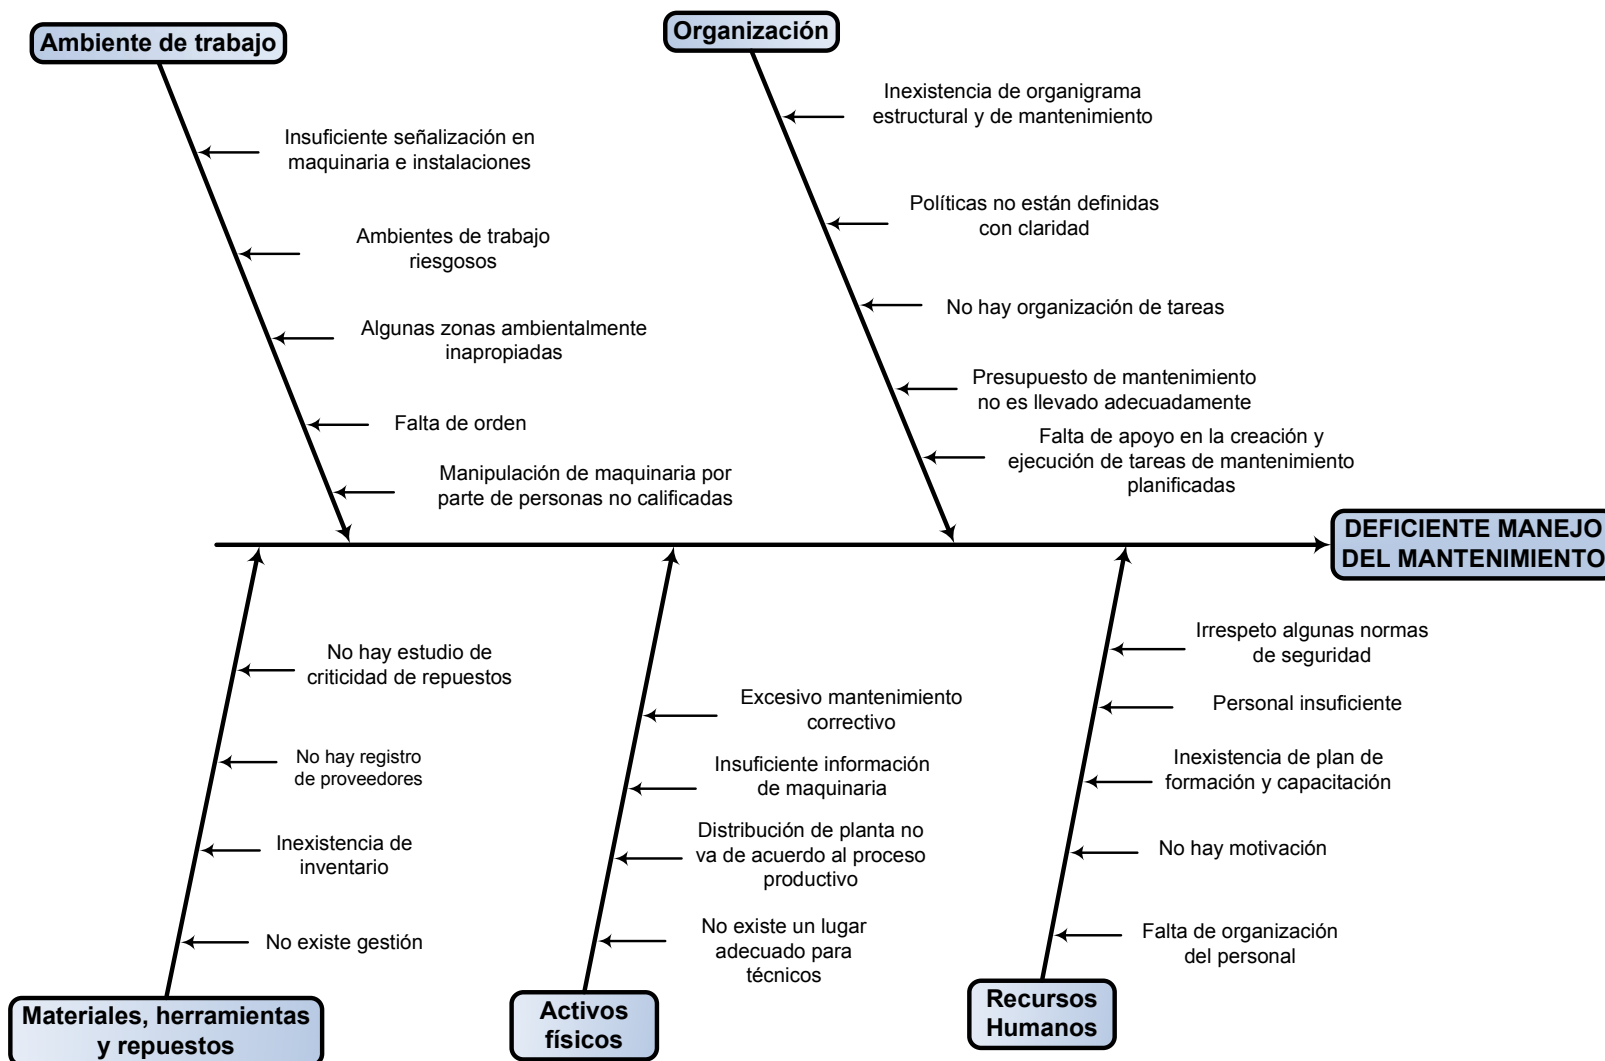 Ambiente de trabajo
Insuficiente señalización en
maquinaria e instalaciones
Ambientes de trabajo
riesgosos
Algunas zonas ambientalmente
inapropiadas
Falta de orden
Manipulación de maquinaria por
parte de personas no calificadas
Organización
Inexistencia de organigrama
estructural y de mantenimiento
Políticas no están definidas
con claridad
No hay organización de tareas
Presupuesto de mantenimiento
no es llevado adecuadamente
Falta de apoyo en la creación y
ejecución de tareas de mantenimiento
planificadas
DEFICIENTE MANEJO
DEL MANTENIMIENTO
No hay estudio de
criticidad de repuestos
No hay registro
de proveedores
Inexistencia de
inventario
No existe gestión
Materiales, herramientas
y repuestos
Excesivo mantenimiento
correctivo
Insuficiente información
de maquinaria
Distribución de planta no
va de acuerdo al proceso
productivo
No existe un lugar
adecuado para
técnicos
Activos
físicos
Irrespeto algunas normas
de seguridad
Personal insuficiente
Inexistencia de plan de
formación y capacitación
No hay motivación
Falta de organización
del personal
Recursos
Humanos